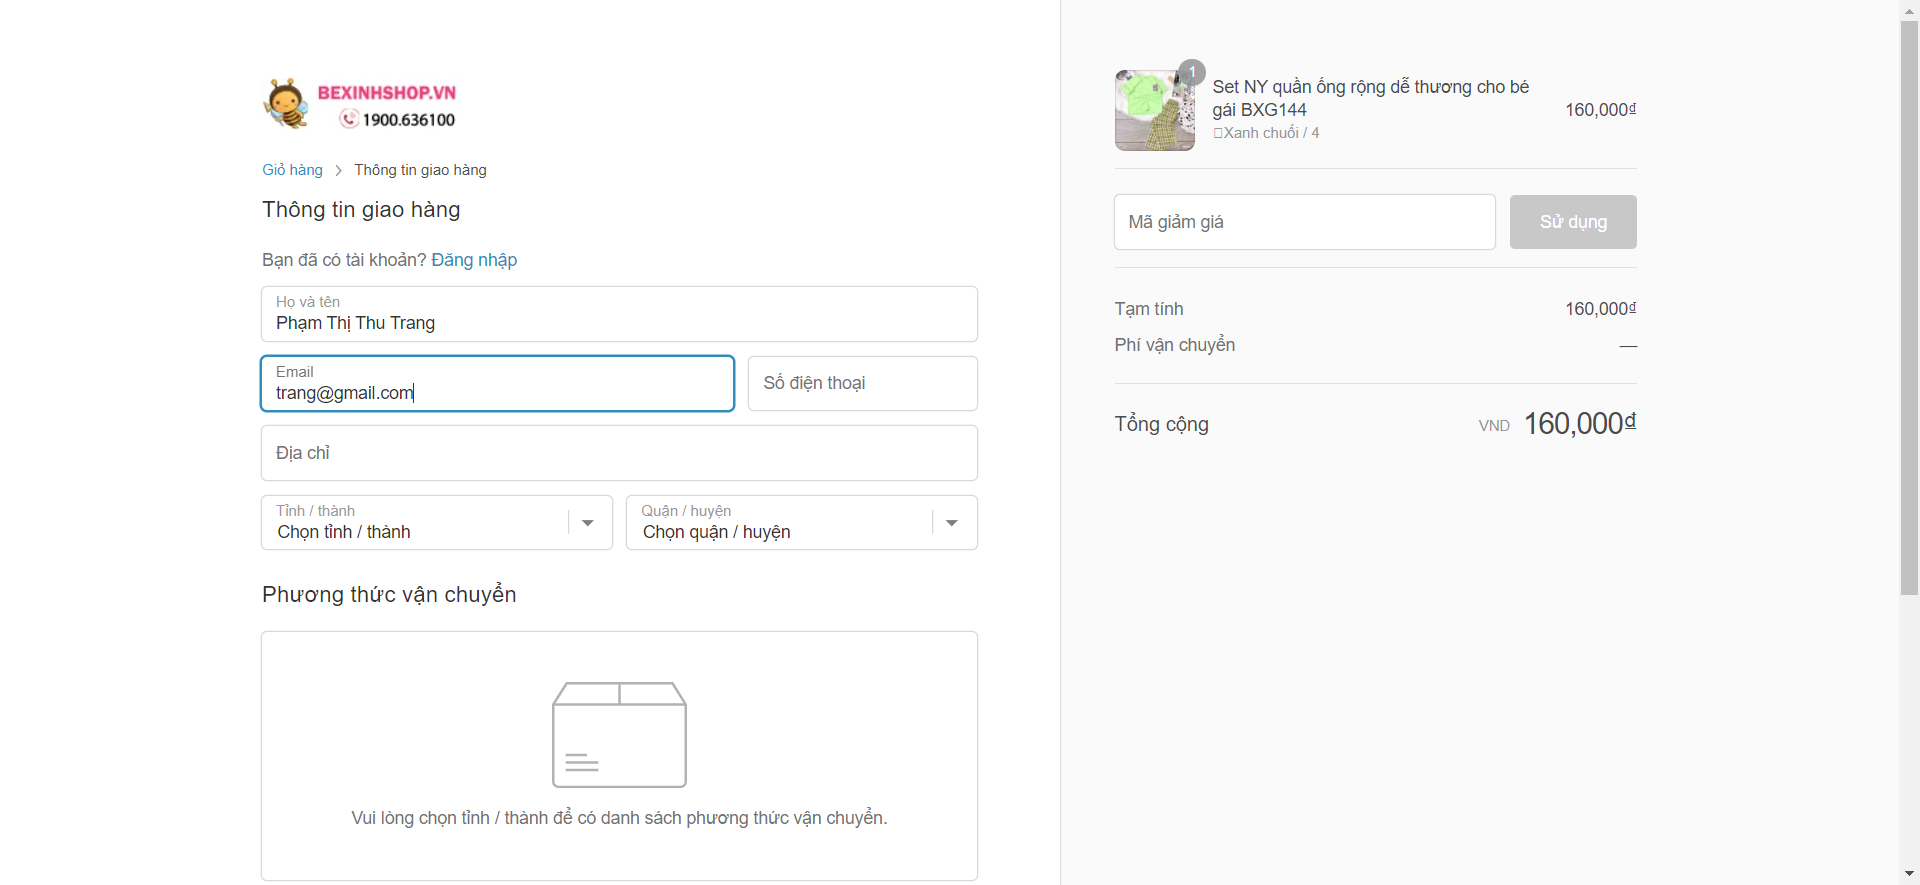 BEXINHSHOP.VN
1900.636100
Giỏ hàng > Thông tin giao hàng
Thông tin giao hàng
Bạn đã có tài khoản? Đăng nhập
Họ và tên
Phạm Thị Thu Trang
Email
trang@gmail.com
Số điện thoại
Địa chỉ
Tỉnh / thành
Chọn tỉnh / thành
Quận / huyện
Chọn quận / huyện
Phương thức vận chuyển
Vui lòng chọn tỉnh / thành để có danh sách phương thức vận chuyển.
1
Set NY quần ống rộng dễ thương cho bé
gái BXG144
160,000₫
Xanh chuối / 4
Mã giảm giá
Sử dụng
Tạm tính 160,000₫
Phí vận chuyển —
Tổng cộng VND 160,000₫